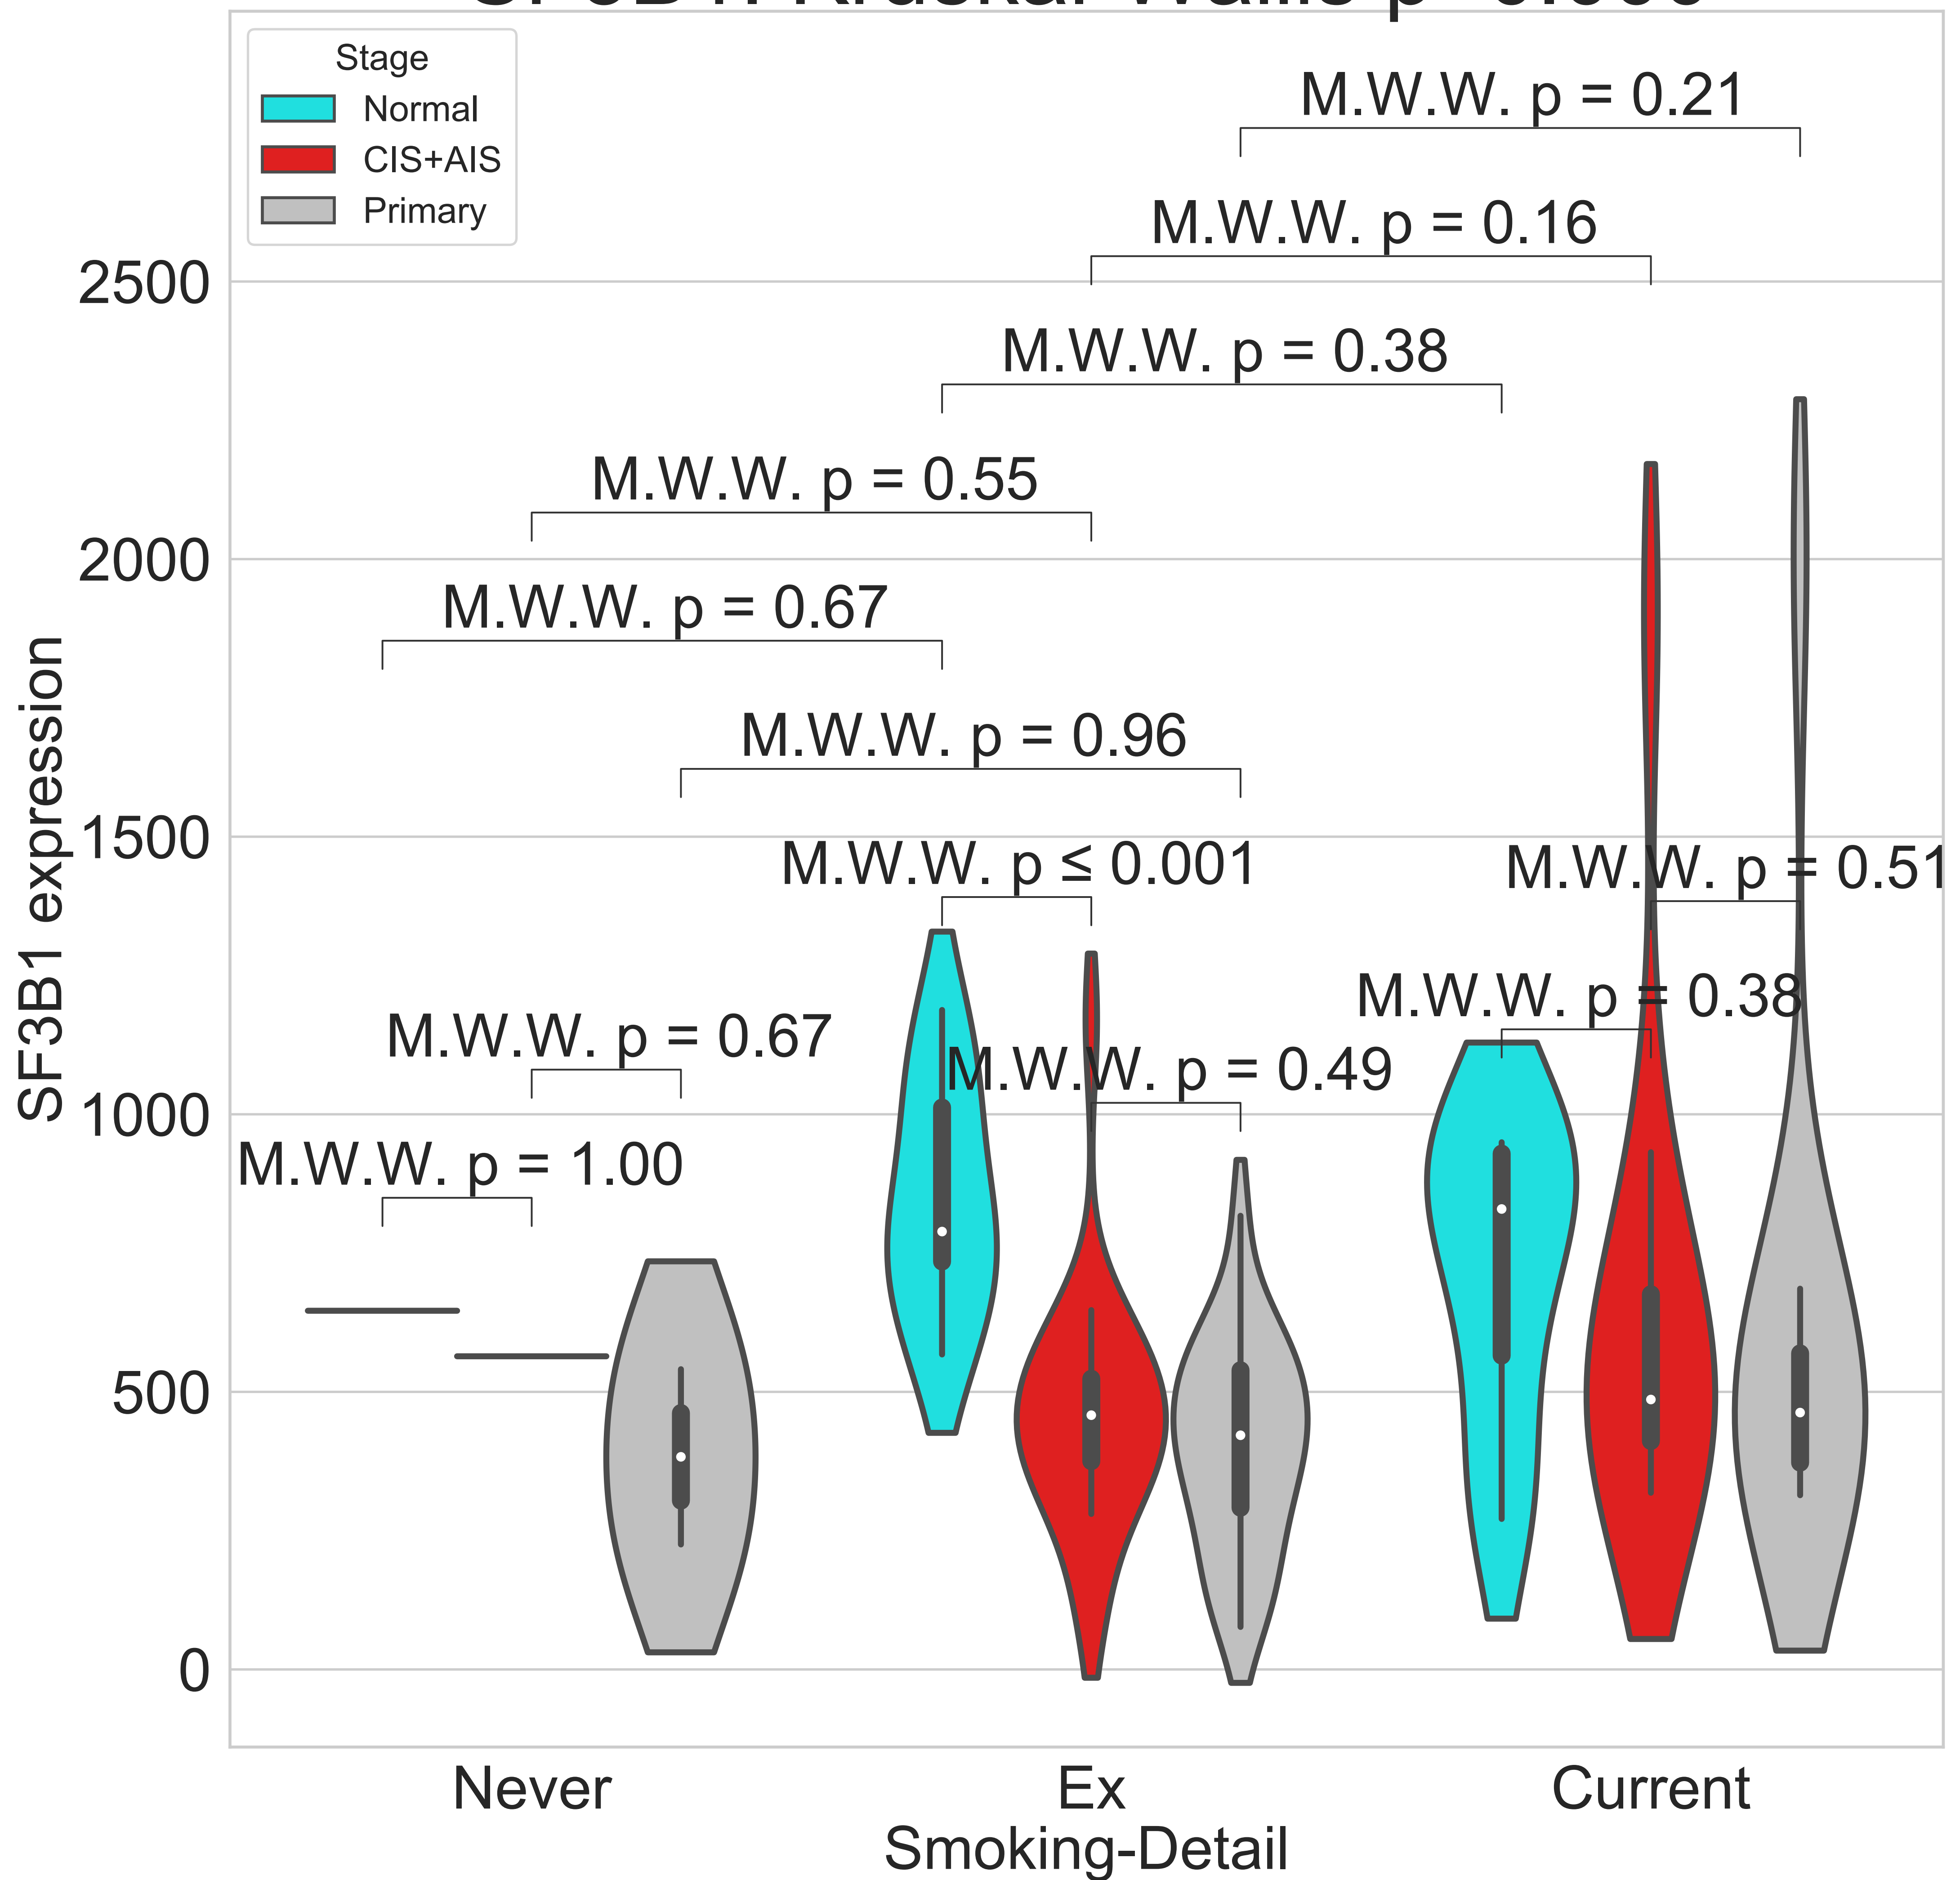 Stage
Normal
CIS+AIS
Primary
M.W.W. p = 0.21
M.W.W. p = 0.16
2500
M.W.W. p = 0.38
M.W.W. p = 0.55
2000
M.W.W. p = 0.67
M.W.W. p = 0.96
1500
M.W.W. p ≤ 0.001
M.W.W. p = 0.51
M.W.W. p = 0.38
M.W.W. p = 0.67
M.W.W. p = 0.49
1000
M.W.W. p = 1.00
500
0
SF3B1 expression
Never
Ex
Current
Smoking-Detail